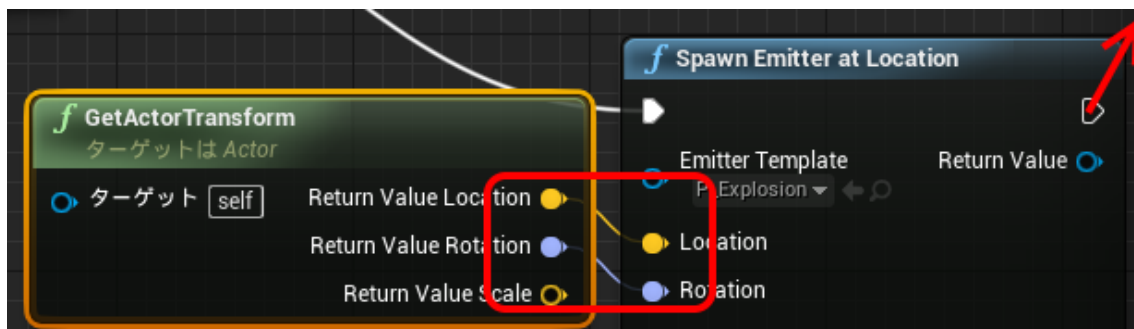 f GetActorTransform
ターゲットは Actor
ターゲット self
Return Value Location
Return Value Rotation
Return Value Scale
f Spawn Emitter at Location
Emitter Template
P_Explosion
Return Value
Location
Rotation